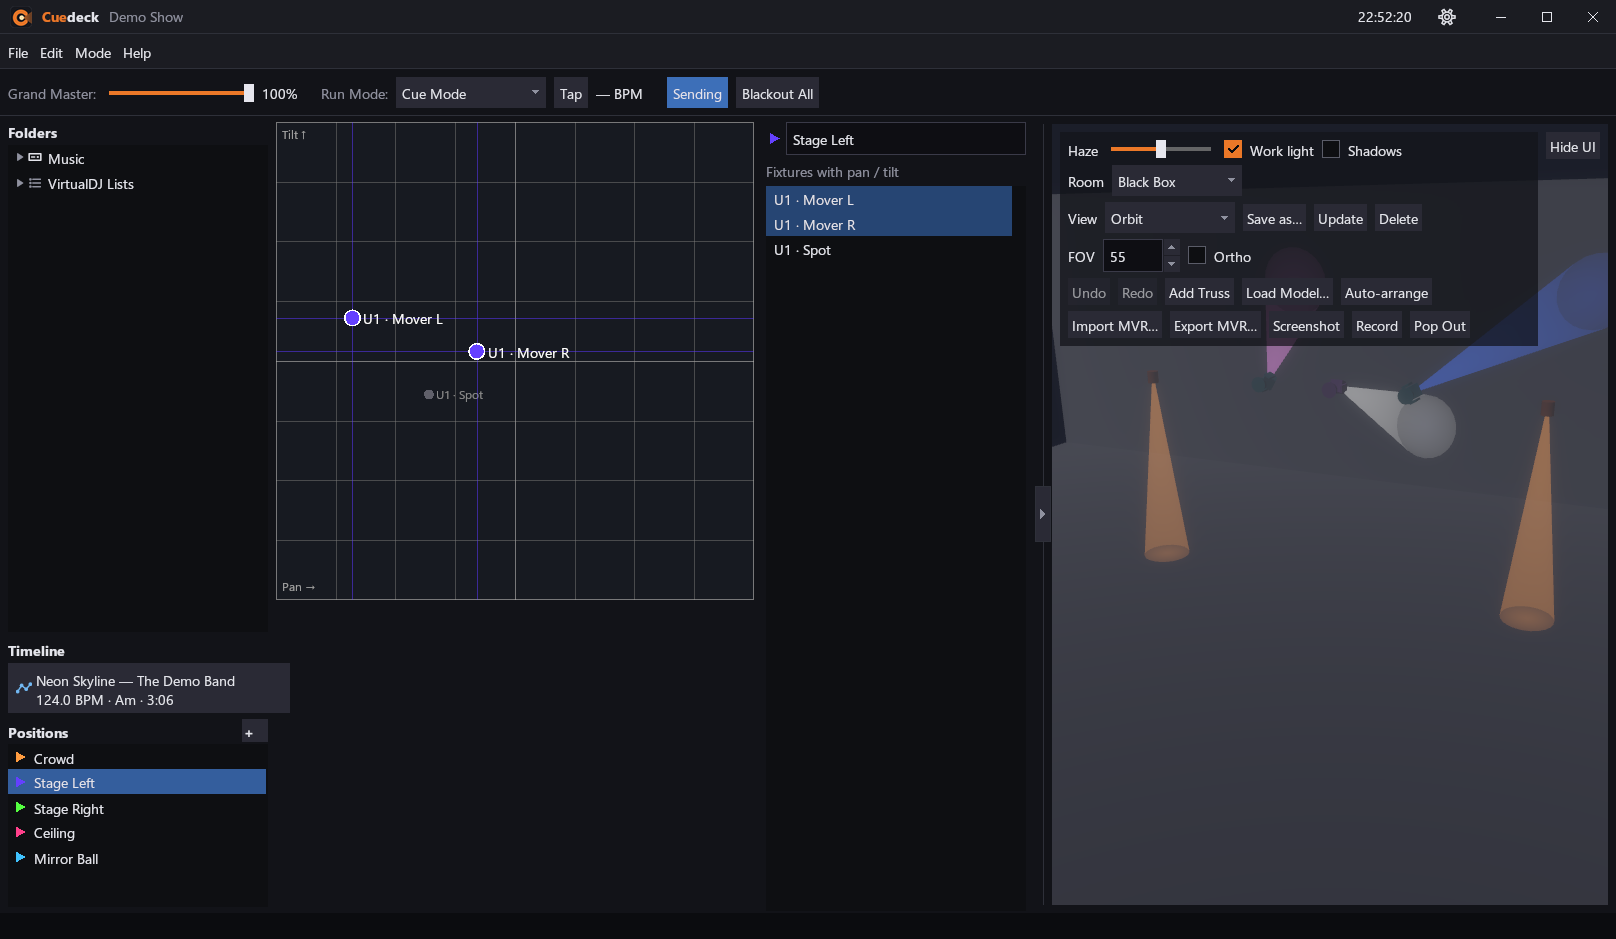 Cuedeck Demo Show 22:52:20
File Edit Mode Help
Grand Master: 100% Run Mode: Cue Mode Tap — BPM Sending Blackout All
Folders
Music
VirtualDJ Lists
Timeline
Neon Skyline — The Demo Band
124.0 BPM · Am · 3:06
Positions +
Crowd
Stage Left
Stage Right
Ceiling
Mirror Ball
Tilt ↑
U1 · Mover L
U1 · Mover R
U1 · Spot
Pan →
Stage Left
Fixtures with pan / tilt
U1 · Mover L
U1 · Mover R
U1 · Spot
Haze Work light Shadows Hide UI
Room Black Box
View Orbit Save as... Update Delete
FOV 55 Ortho
Undo Redo Add Truss Load Model... Auto-arrange
Import MVR... Export MVR... Screenshot Record Pop Out